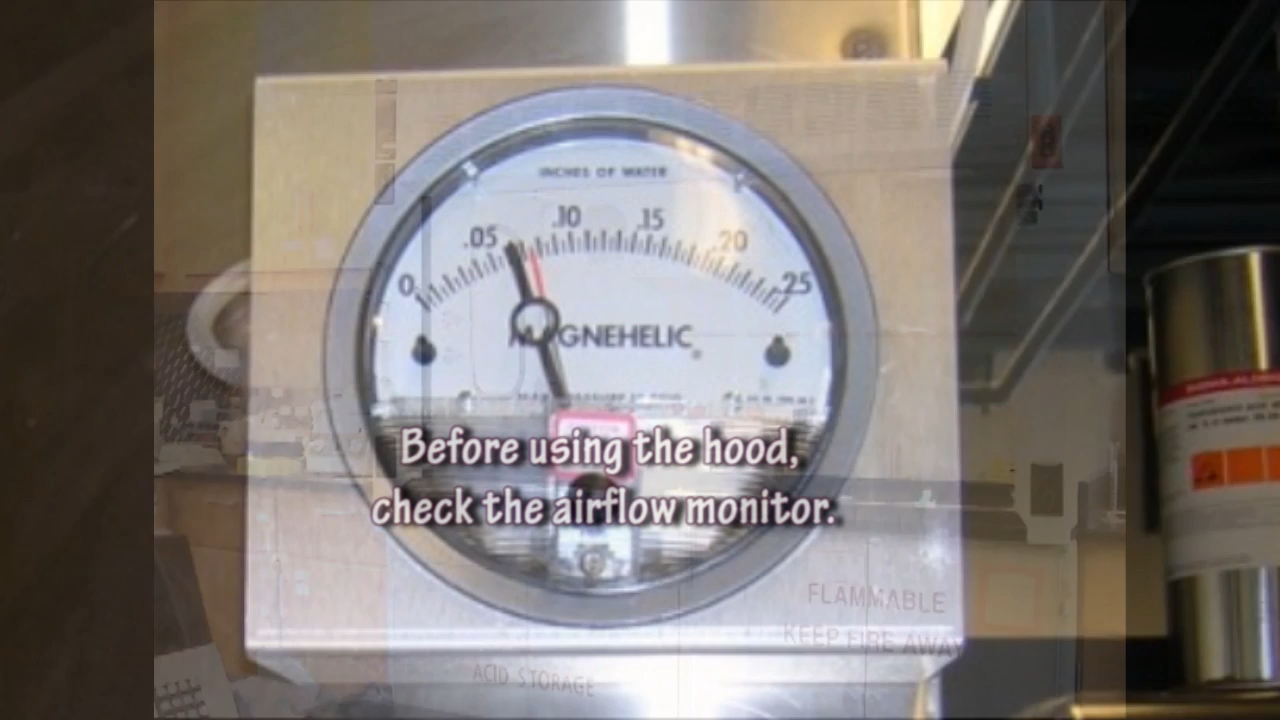 INCHES OF WATER
0 .05 .10 .15 .20 .25
MAGNEHELIC
Before using the hood,
check the airflow monitor.
FLAMMABLE
KEEP FIRE AWAY
ACID STORAGE